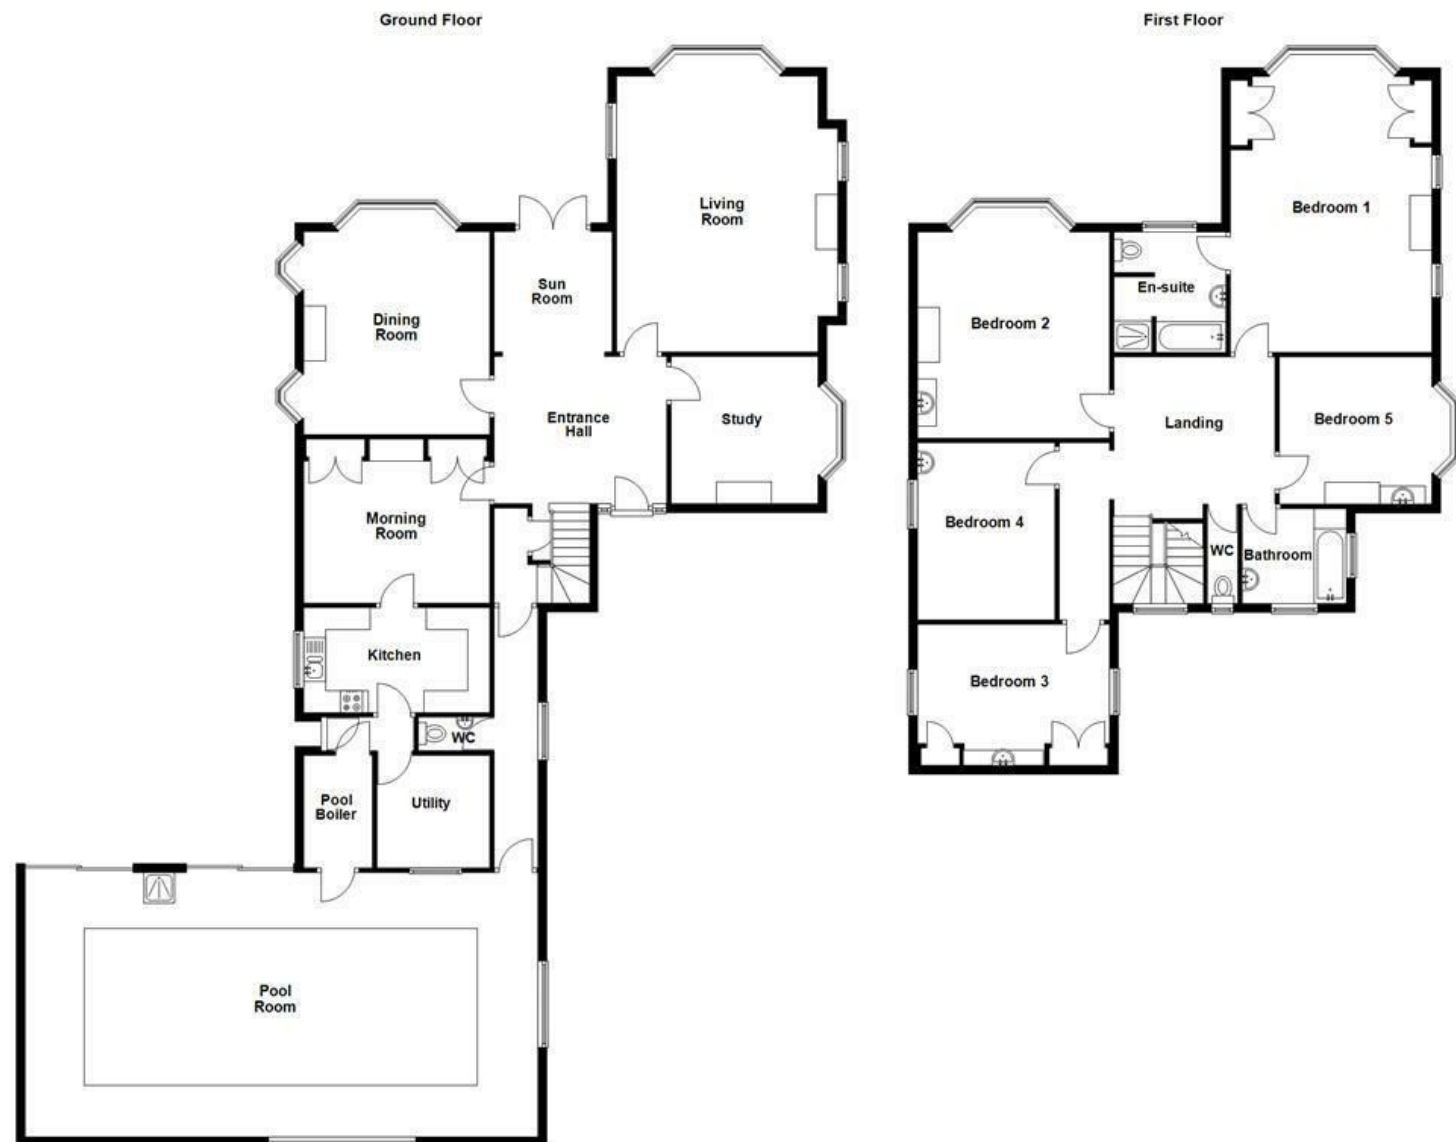 Ground Floor
Living
Room
Sun
Room
Dining
Room
Entrance
Hall
Study
Morning
Room
Kitchen
WC
Pool
Boiler
Utility
Pool
Room
First Floor
Bedroom 1
En-suite
Bedroom 2
Landing
Bedroom 5
Bedroom 4
WC
Bathroom
Bedroom 3